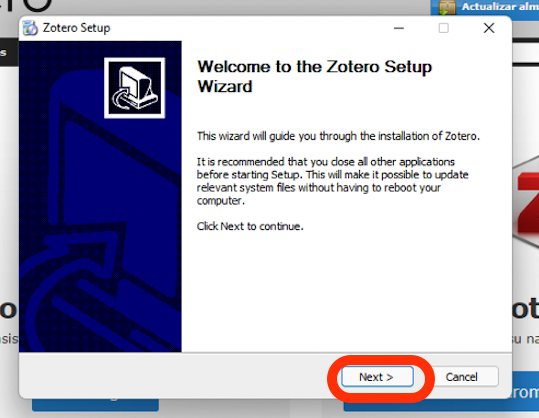 Actualizar alm
Zotero Setup
Welcome to the Zotero Setup
Wizard
This wizard will guide you through the installation of Zotero.
It is recommended that you close all other applications
before starting Setup. This will make it possible to update
relevant system files without having to reboot your
computer.
Click Next to continue.
Next >
Cancel